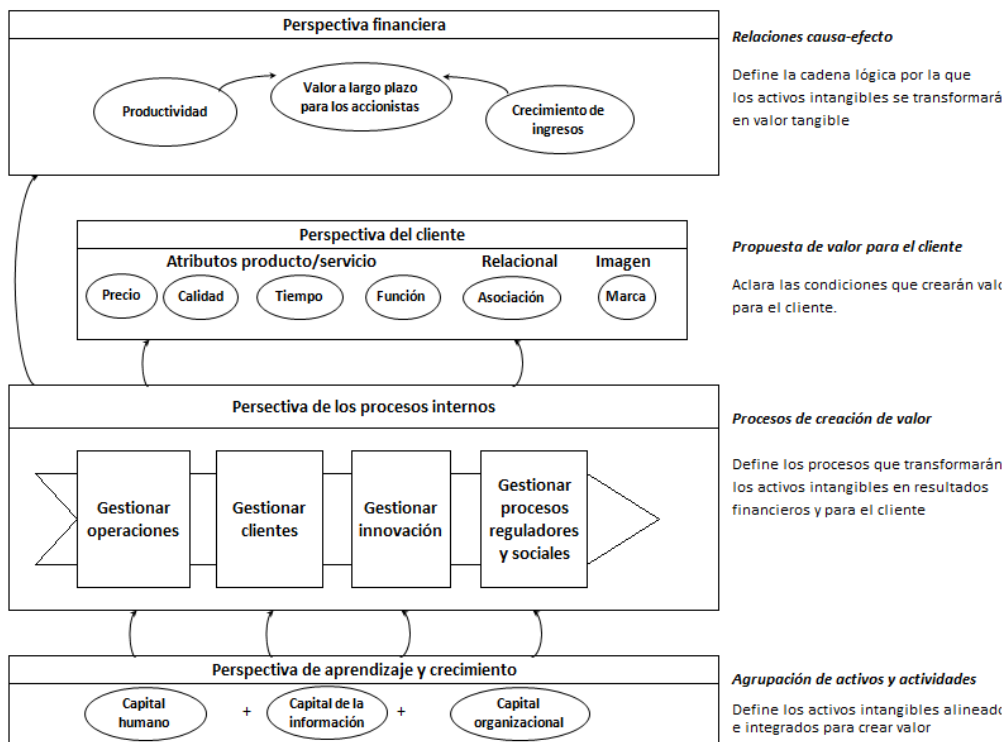 Perspectiva financiera
Productividad
Valor a largo plazo
para los accionistas
Crecimiento de
ingresos
Relaciones causa-efecto
Define la cadena lógica por la que
los activos intangibles se transformará
en valor tangible
Perspectiva del cliente
Atributos producto/servicio
Relacional
Imagen
Precio
Calidad
Tiempo
Función
Asociación
Marca
Propuesta de valor para el cliente
Aclara las condiciones que crearán valo
para el cliente.
Persectiva de los procesos internos
Gestionar
operaciones
Gestionar
clientes
Gestionar
innovación
Gestionar
procesos
reguladores
y sociales
Procesos de creación de valor
Define los procesos que transformarán
los activos intangibles en resultados
financieros y para el cliente
Perspectiva de aprendizaje y crecimiento
Capital
humano
+
Capital de la
información
+
Capital
organizacional
Agrupación de activos y actividades
Define los activos intangibles alineado
e integrados para crear valor